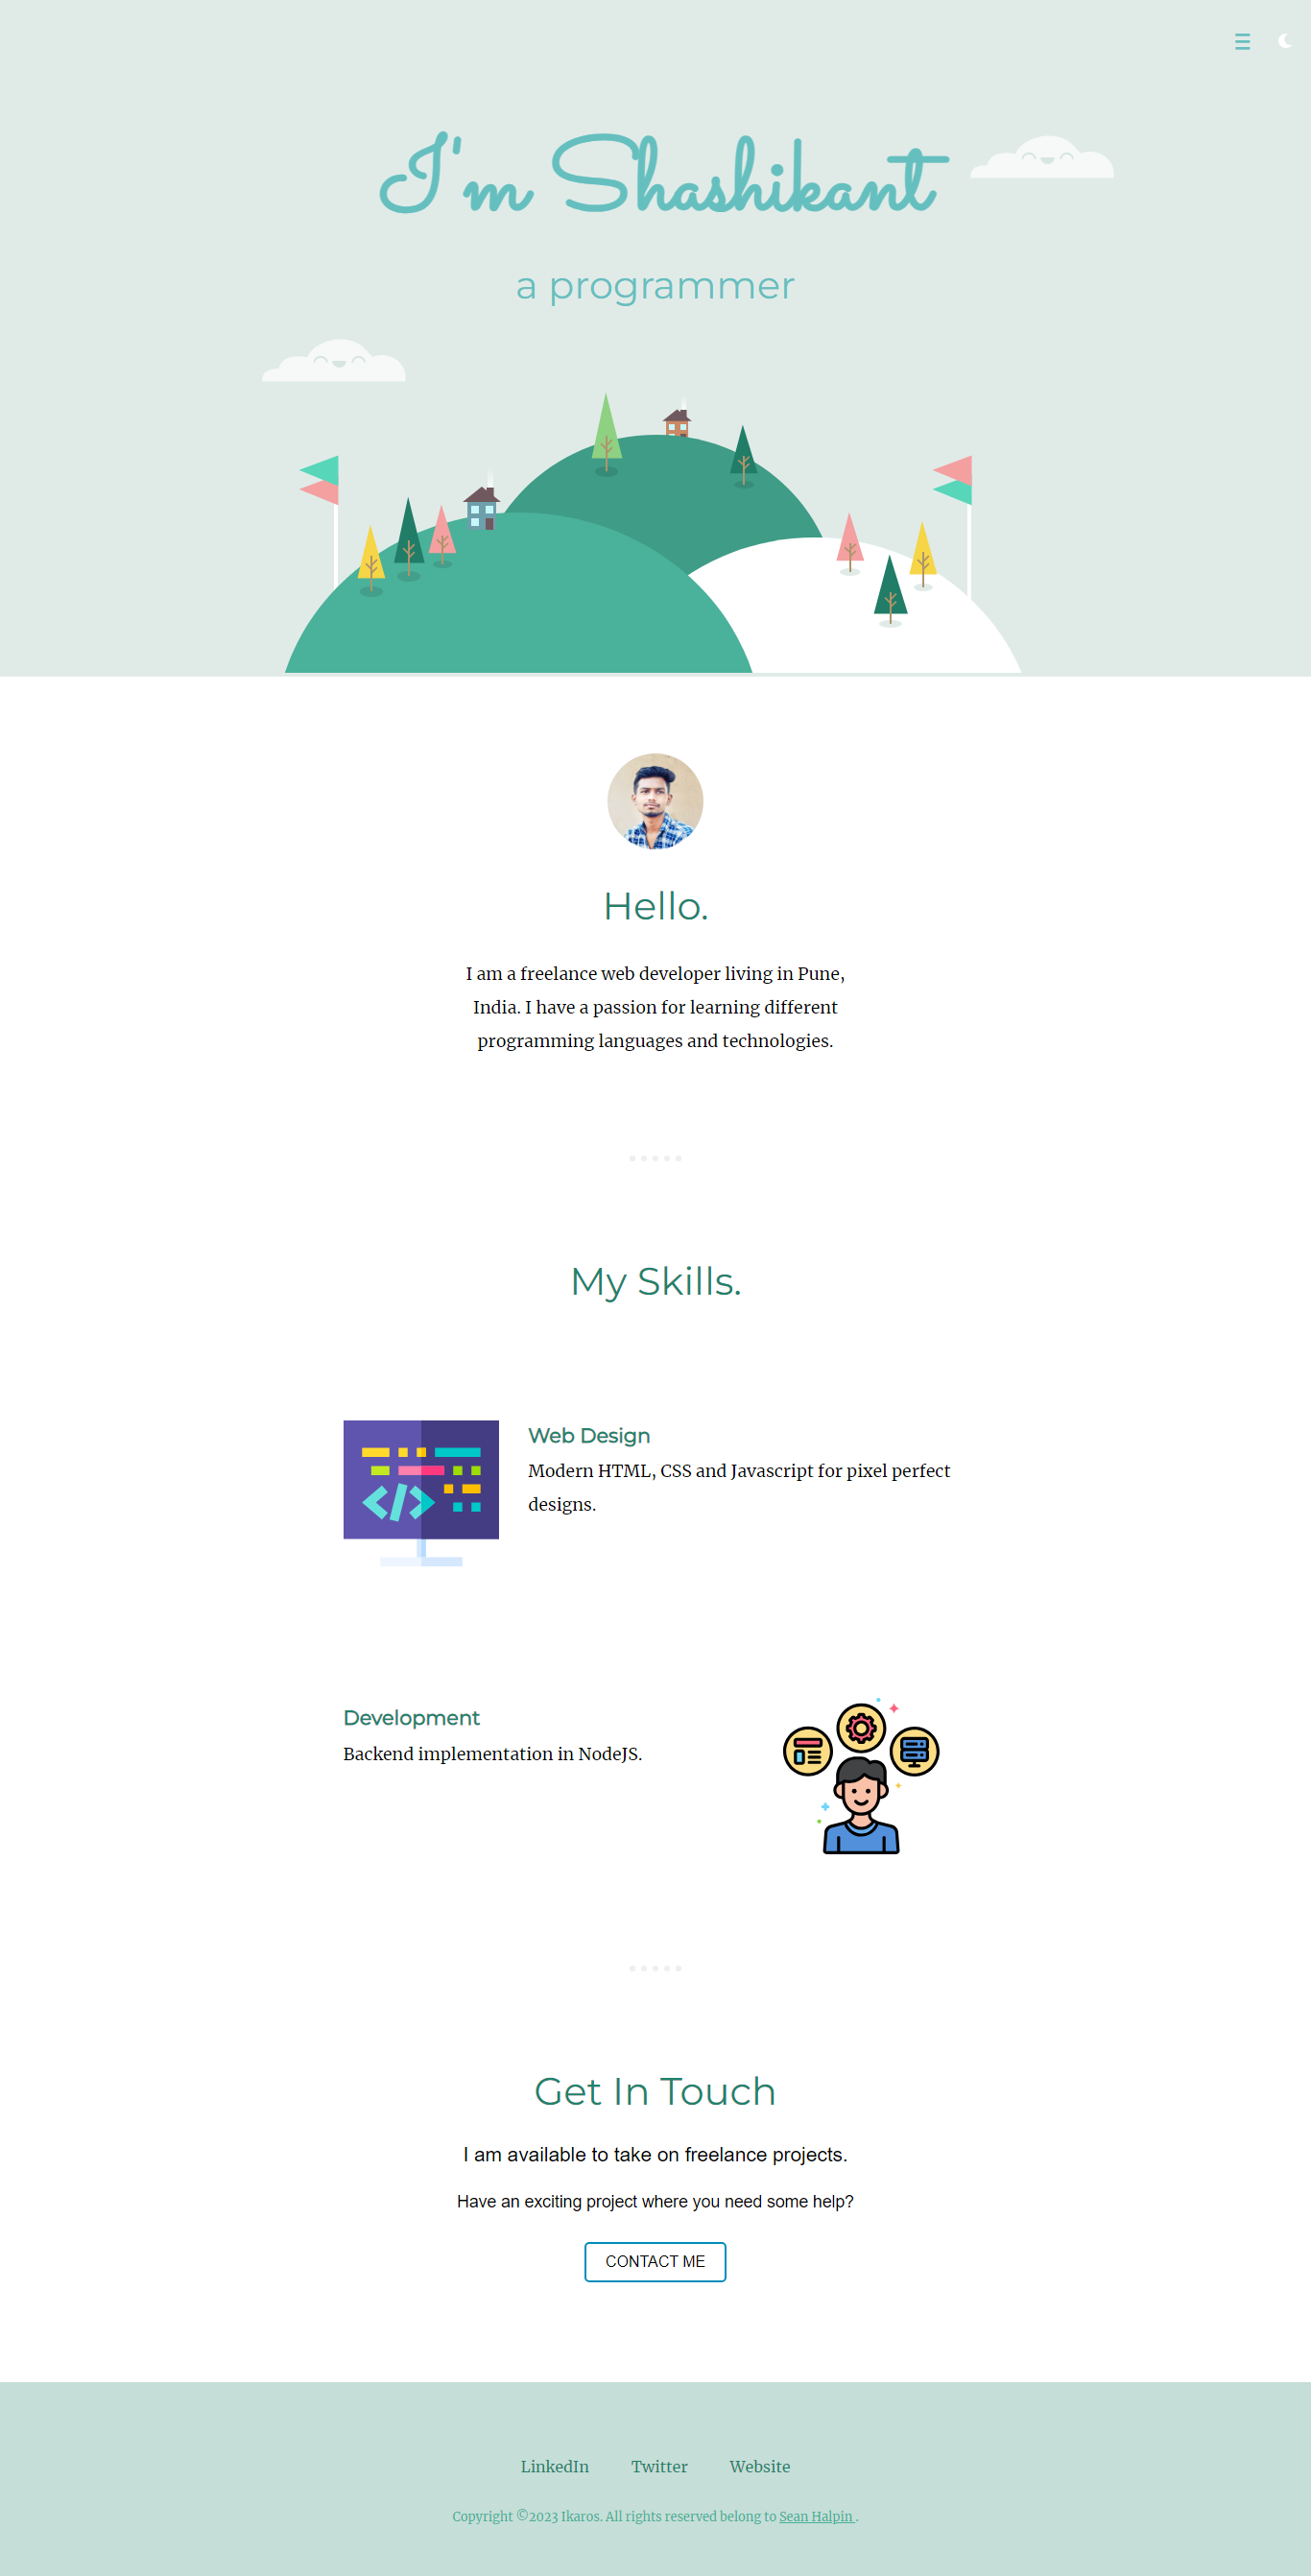 I'm Shashikant
a programmer
Hello.
I am a freelance web developer living in Pune,
India. I have a passion for learning different
programming languages and technologies.
My Skills.
Web Design
Modern HTML, CSS and Javascript for pixel perfect
designs.
Development
Backend implementation in NodeJS.
Get In Touch
I am available to take on freelance projects.
Have an exciting project where you need some help?
CONTACT ME
LinkedIn Twitter Website
Copyright ©2023 Ikaros. All rights reserved belong to Sean Halpin .